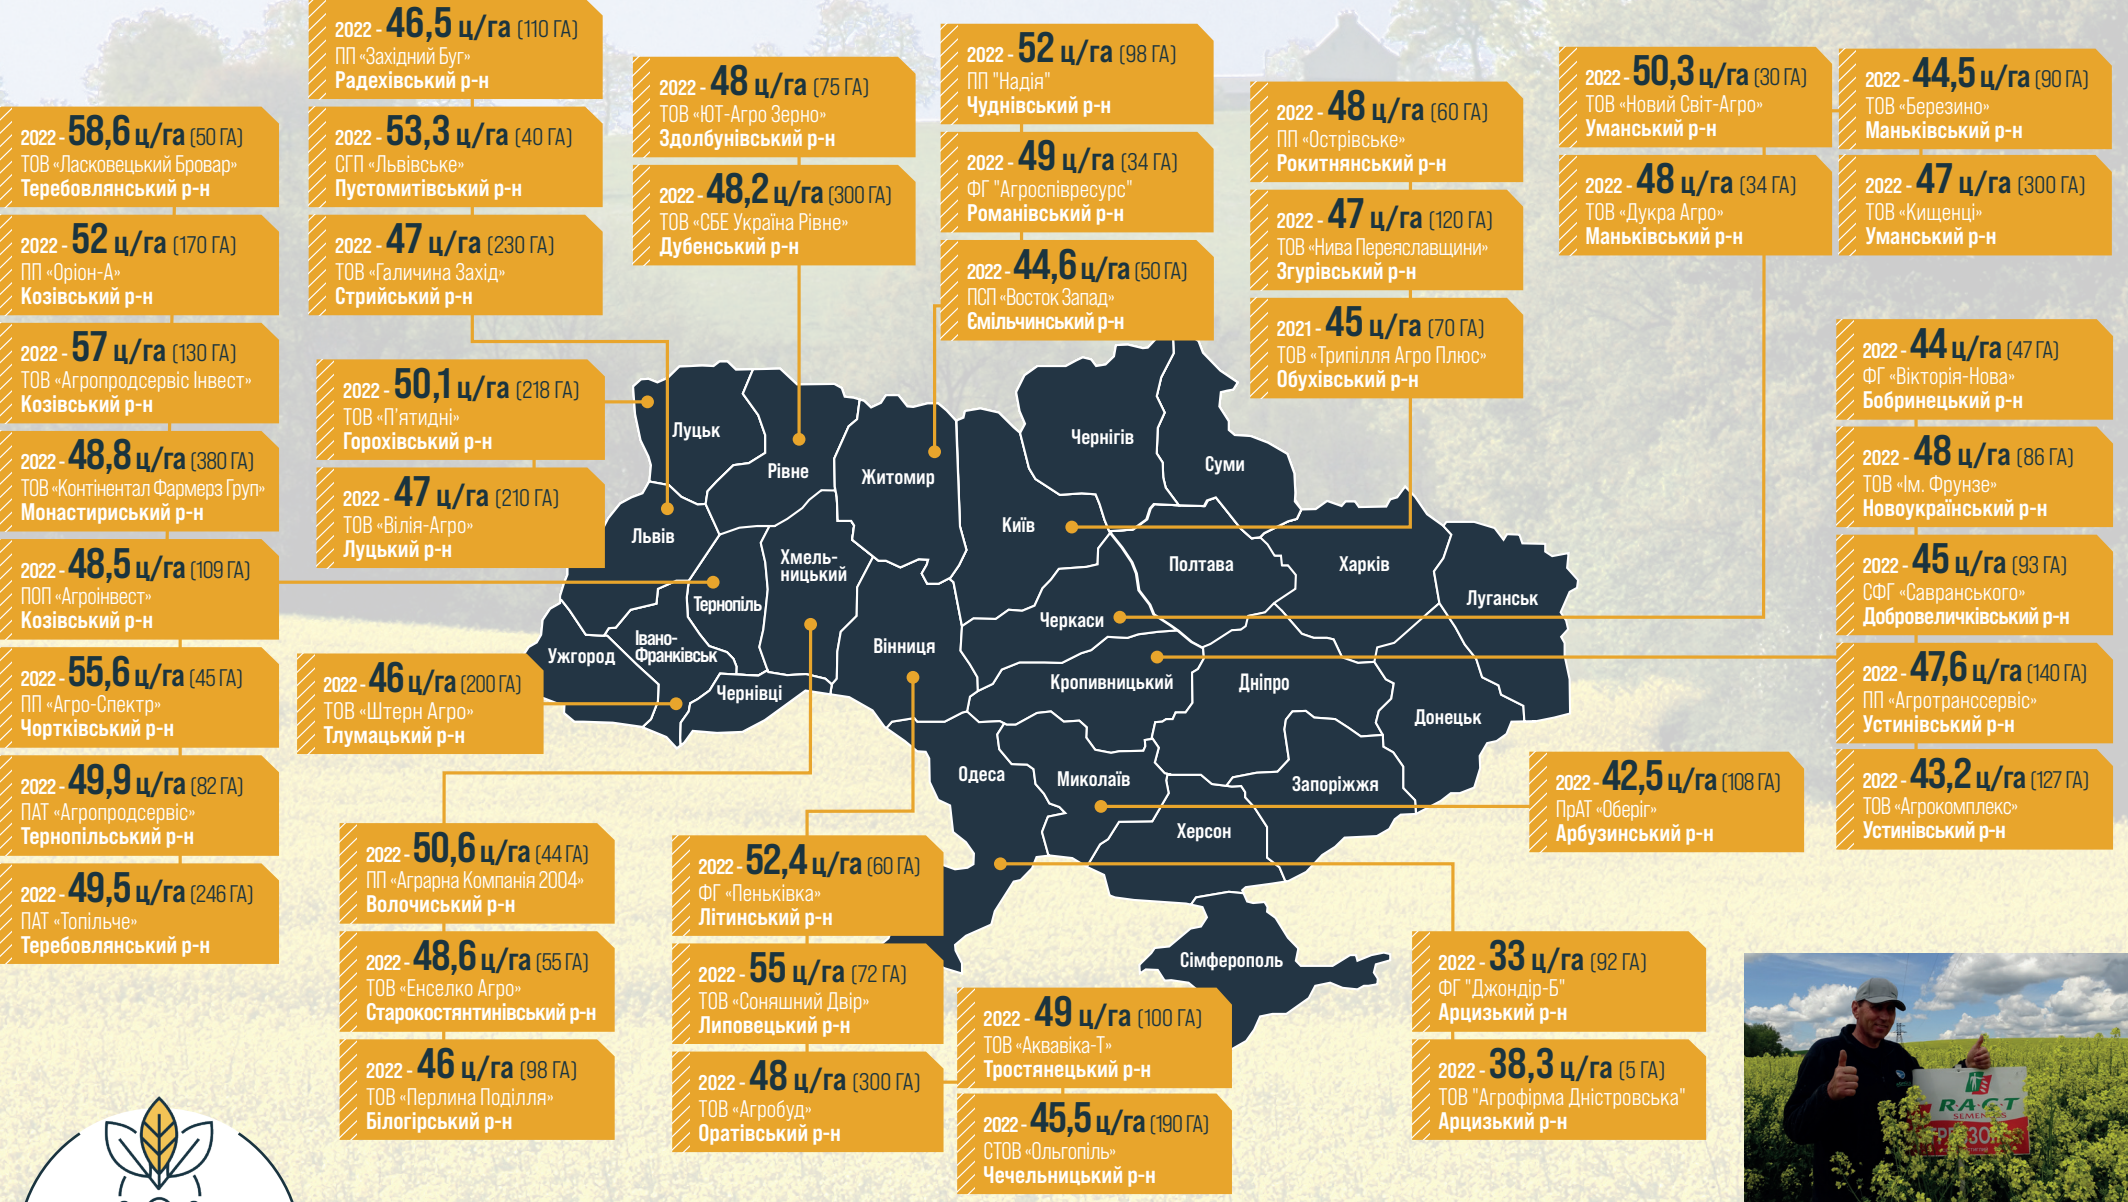 2022 - 46,5 ц/га (110 ГА)
ПП «Західний Буг»
Радехівський р-н
2022 - 53,3 ц/га (40 ГА)
СГП «Львівське»
Пустомитівський р-н
2022 - 47 ц/га (230 ГА)
ТОВ «Галичина Захід»
Стрийський р-н
2022 - 58,6 ц/га (50 ГА)
ТОВ «Ласковецький Бровар»
Теребовлянський р-н
2022 - 52 ц/га (170 ГА)
ПП «Оріон-А»
Козівський р-н
2022 - 57 ц/га (130 ГА)
ТОВ «Агропродсервіс Інвест»
Козівський р-н
2022 - 48,8 ц/га (380 ГА)
ТОВ «Контінентал Фармерз Груп»
Монастириський р-н
2022 - 48,5 ц/га (109 ГА)
ПОП «Агроінвест»
Козівський р-н
2022 - 55,6 ц/га (45 ГА)
ПП «Агро-Спектр»
Чортківський р-н
2022 - 49,9 ц/га (82 ГА)
ПАТ «Агропродсервіс»
Тернопільський р-н
2022 - 49,5 ц/га (246 ГА)
ПАТ «Топільче»
Теребовлянський р-н
2022 - 48 ц/га (75 ГА)
ТОВ «ЮТ-Агро Зерно»
Здолбунівський р-н
2022 - 48,2 ц/га (300 ГА)
ТОВ «СБЕ Україна Рівне»
Дубенський р-н
2022 - 52 ц/га (98 ГА)
ПП "Надія"
Чуднівський р-н
2022 - 49 ц/га (34 ГА)
ФГ "Агроспівресурс"
Романівський р-н
2022 - 44,6 ц/га (50 ГА)
ПСП «Восток Запад»
Ємільчинський р-н
2022 - 48 ц/га (60 ГА)
ПП «Острівське»
Рокитнянський р-н
2022 - 47 ц/га (120 ГА)
ТОВ «Нива Переяславщини»
Згурівський р-н
2021 - 45 ц/га (70 ГА)
ТОВ «Трипілля Агро Плюс»
Обухівський р-н
2022 - 50,3 ц/га (30 ГА)
ТОВ «Новий Світ-Агро»
Уманський р-н
2022 - 48 ц/га (34 ГА)
ТОВ «Дукра Агро»
Маньківський р-н
2022 - 44,5 ц/га (90 ГА)
ТОВ «Березино»
Маньківський р-н
2022 - 47 ц/га (300 ГА)
ТОВ «Кищенці»
Уманський р-н
2022 - 50,1 ц/га (218 ГА)
ТОВ «П'ятидні»
Горохівський р-н
2022 - 47 ц/га (210 ГА)
ТОВ «Вілія-Агро»
Луцький р-н
2022 - 44 ц/га (47 ГА)
ФГ «Вікторія-Нова»
Бобринецький р-н
2022 - 48 ц/га (86 ГА)
ТОВ «Ім. Фрунзе»
Новоукраїнський р-н
2022 - 45 ц/га (93 ГА)
СФГ «Савранського»
Добровеличківський р-н
2022 - 47,6 ц/га (140 ГА)
ПП «Агротранссервіс»
Устинівський р-н
2022 - 43,2 ц/га (127 ГА)
ТОВ «Агрокомплекс»
Устинівський р-н
Луцьк
Рівне
Житомир
Чернігів
Суми
Львів
Київ
Хмель-
ницький
Полтава
Харків
Тернопіль
Луганськ
Черкаси
Івано-
Франківськ
Ужгород
Вінниця
Чернівці
Кропивницький
Дніпро
Донецьк
Одеса
Миколаїв
Запоріжжя
Херсон
Сімферополь
2022 - 46 ц/га (200 ГА)
ТОВ «Штерн Агро»
Тлумацький р-н
2022 - 42,5 ц/га (108 ГА)
ПрАТ «Оберіг»
Арбузинський р-н
2022 - 50,6 ц/га (44 ГА)
ПП «Аграрна Компанія 2004»
Волочиський р-н
2022 - 48,6 ц/га (55 ГА)
ТОВ «Енселко Агро»
Старокостянтинівський р-н
2022 - 46 ц/га (98 ГА)
ТОВ «Перлина Поділля»
Білогірський р-н
2022 - 52,4 ц/га (60 ГА)
ФГ «Пеньківка»
Літинський р-н
2022 - 55 ц/га (72 ГА)
ТОВ «Соняшний Двір»
Липовецький р-н
2022 - 48 ц/га (300 ГА)
ТОВ «Агробуд»
Оратівський р-н
2022 - 49 ц/га (100 ГА)
ТОВ «Аквавіка-Т»
Тростянецький р-н
2022 - 45,5 ц/га (190 ГА)
СТОВ «Ольгопіль»
Чечельницький р-н
2022 - 33 ц/га (92 ГА)
ФГ "Джондір-Б"
Арцизький р-н
2022 - 38,3 ц/га (5 ГА)
ТОВ "Агрофірма Дністровська"
Арцизький р-н
R·A·G·T
SEMENCES